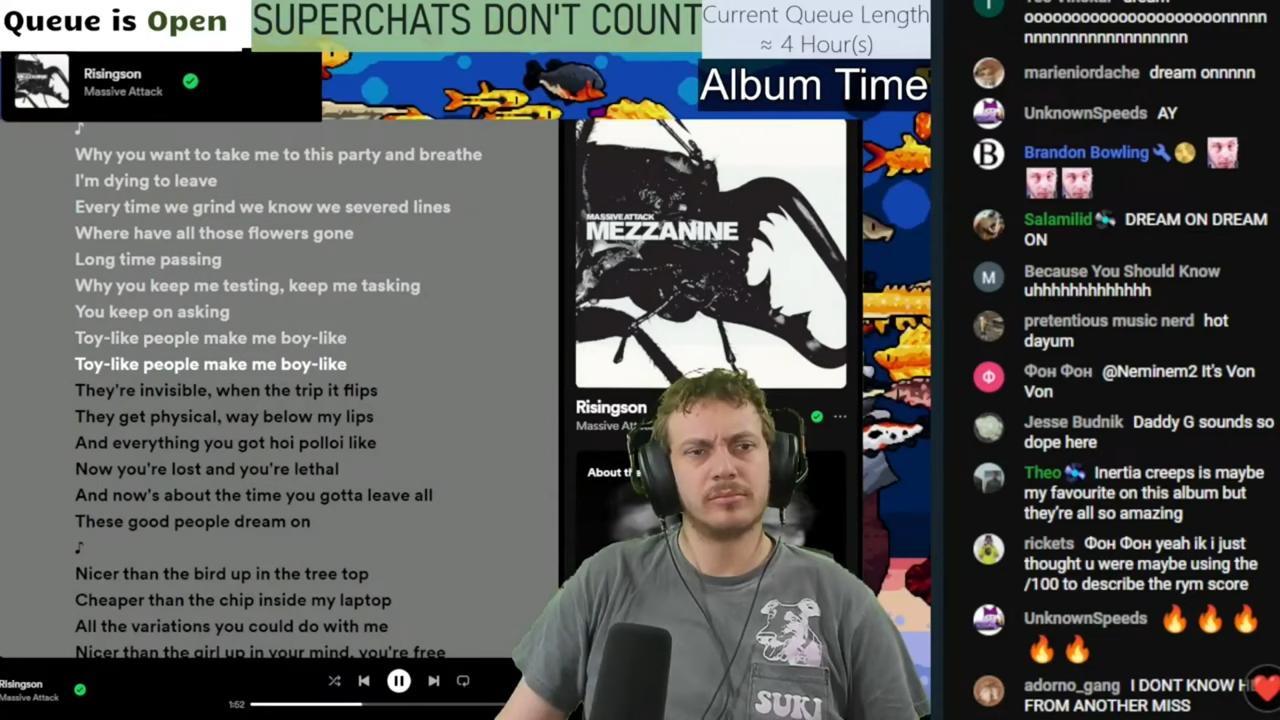 Queue is Open
SUPERCHATS DON'T COUNT
Current Queue Length
≈ 4 Hour(s)
Album Time
Risingson
Massive Attack
♪
Why you want to take me to this party and breathe
I'm dying to leave
Every time we grind we know we severed lines
Where have all those flowers gone
Long time passing
Why you keep me testing, keep me tasking
You keep on asking
Toy-like people make me boy-like
Toy-like people make me boy-like
They're invisible, when the trip it flips
They get physical, way below my lips
And everything you got hoi polloi like
Now you're lost and you're lethal
And now's about the time you gotta leave all
These good people dream on
♪
Nicer than the bird up in the tree top
Cheaper than the chip inside my laptop
All the variations you could do with me
Nicer than the girl up in your mind, you're free
Risingson
Massive Attack
1:52
MASSIVE ATTACK
MEZZANINE
Risingson
Massive At
About th
SUKI
oooooooooooooooooooooonnnnn
nnnnnnnnnnnnnnnnnn
marieniordache dream onnnnn
UnknownSpeeds AY
B
Brandon Bowling
Salamilid DREAM ON DREAM
ON
M
Because You Should Know
uhhhhhhhhhhhhh
pretentious music nerd hot
dayum
Ф
Фон Фон @Neminem2 It's Von
Von
Jesse Budnik Daddy G sounds so
dope here
Theo Inertia creeps is maybe
my favourite on this album but
they're all so amazing
rickets Фон Фон yeah ik i just
thought u were maybe using the
/100 to describe the rym score
UnknownSpeeds
adorno_gang I DONT KNOW
FROM ANOTHER MISS